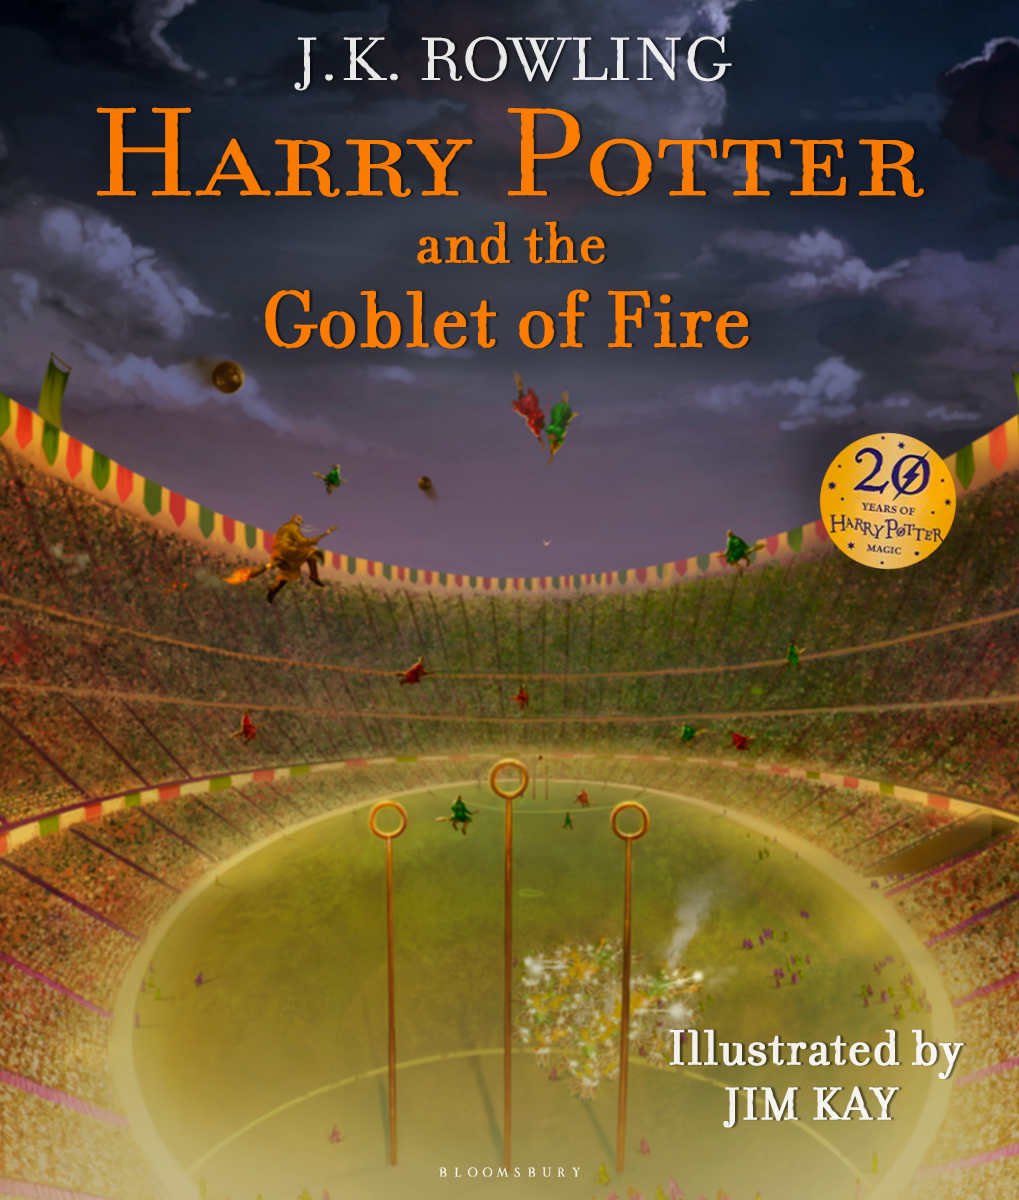 J.K. ROWLING
HARRY POTTER
and the
Goblet of Fire
20
YEARS OF
HARRY POTTER
MAGIC
Illustrated by
JIM KAY
BLOOMSBURY